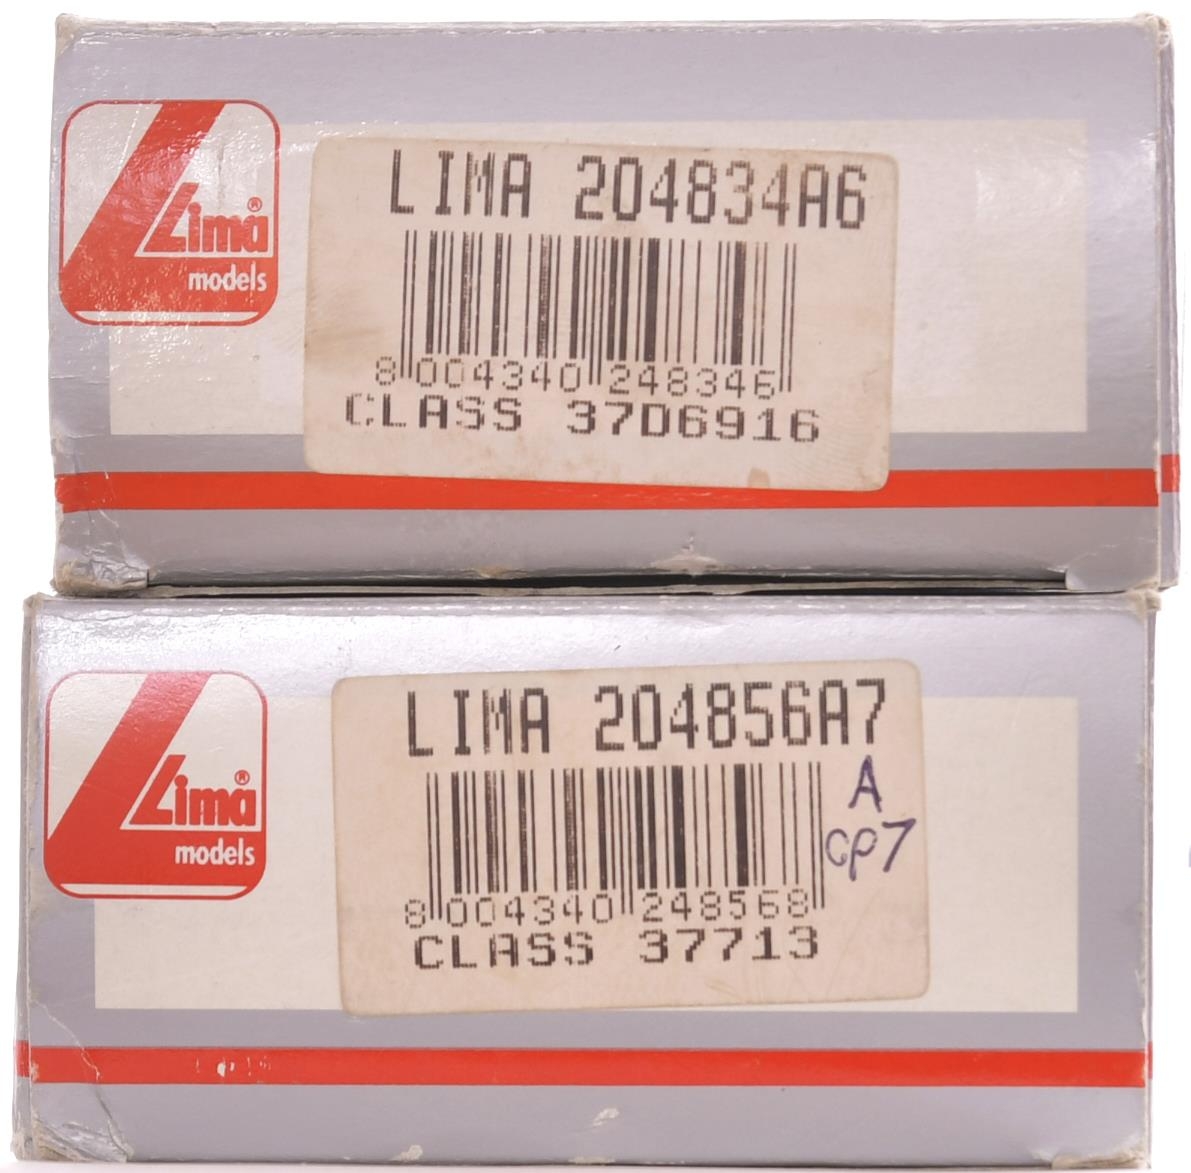 Lima®
models
LIMA 204834A6
8 004340 248346
CLASS 37D6916
Lima®
models
LIMA 204856A7
A
cp7
8 004340 248568
CLASS 37713